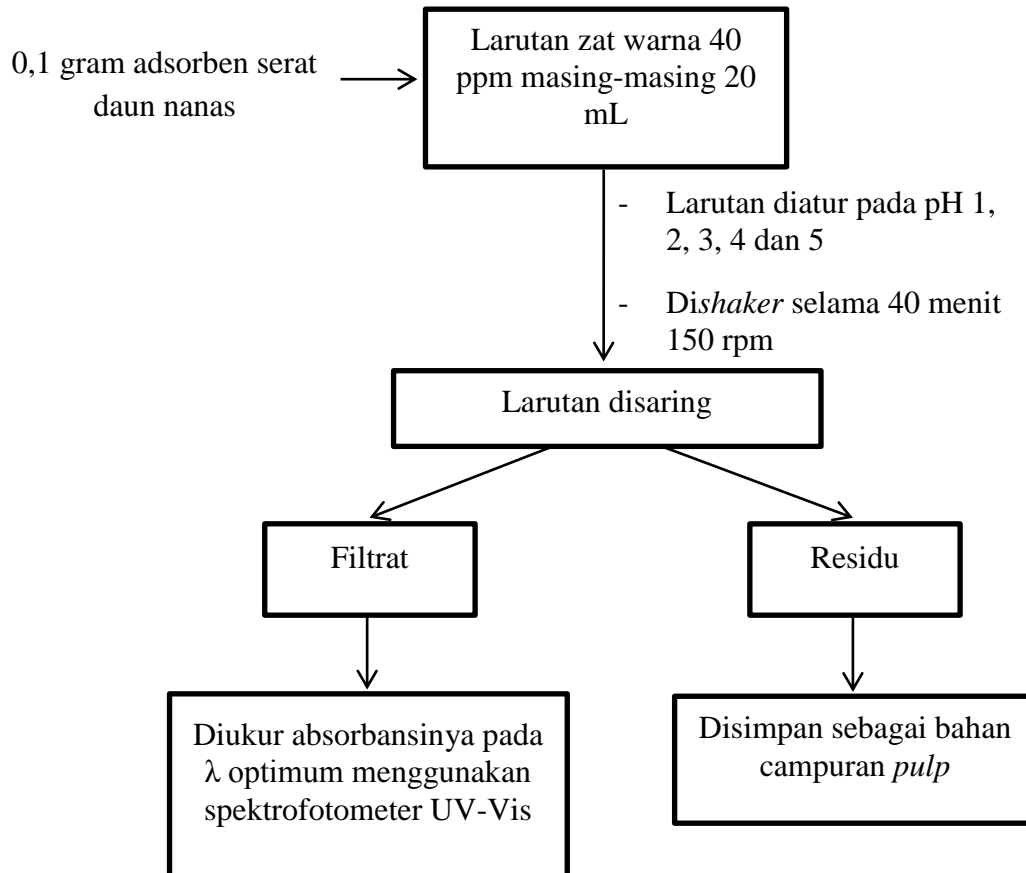 0,1 gram adsorben serat
daun nanas
Larutan zat warna 40
ppm masing-masing 20
mL
- Larutan diatur pada pH 1,
2, 3, 4 dan 5
- Dishaker selama 40 menit
150 rpm
Larutan disaring
Filtrat
Residu
Diukur absorbansinya pada
λ optimum menggunakan
spektrofotometer UV-Vis
Disimpan sebagai bahan
campuran pulp